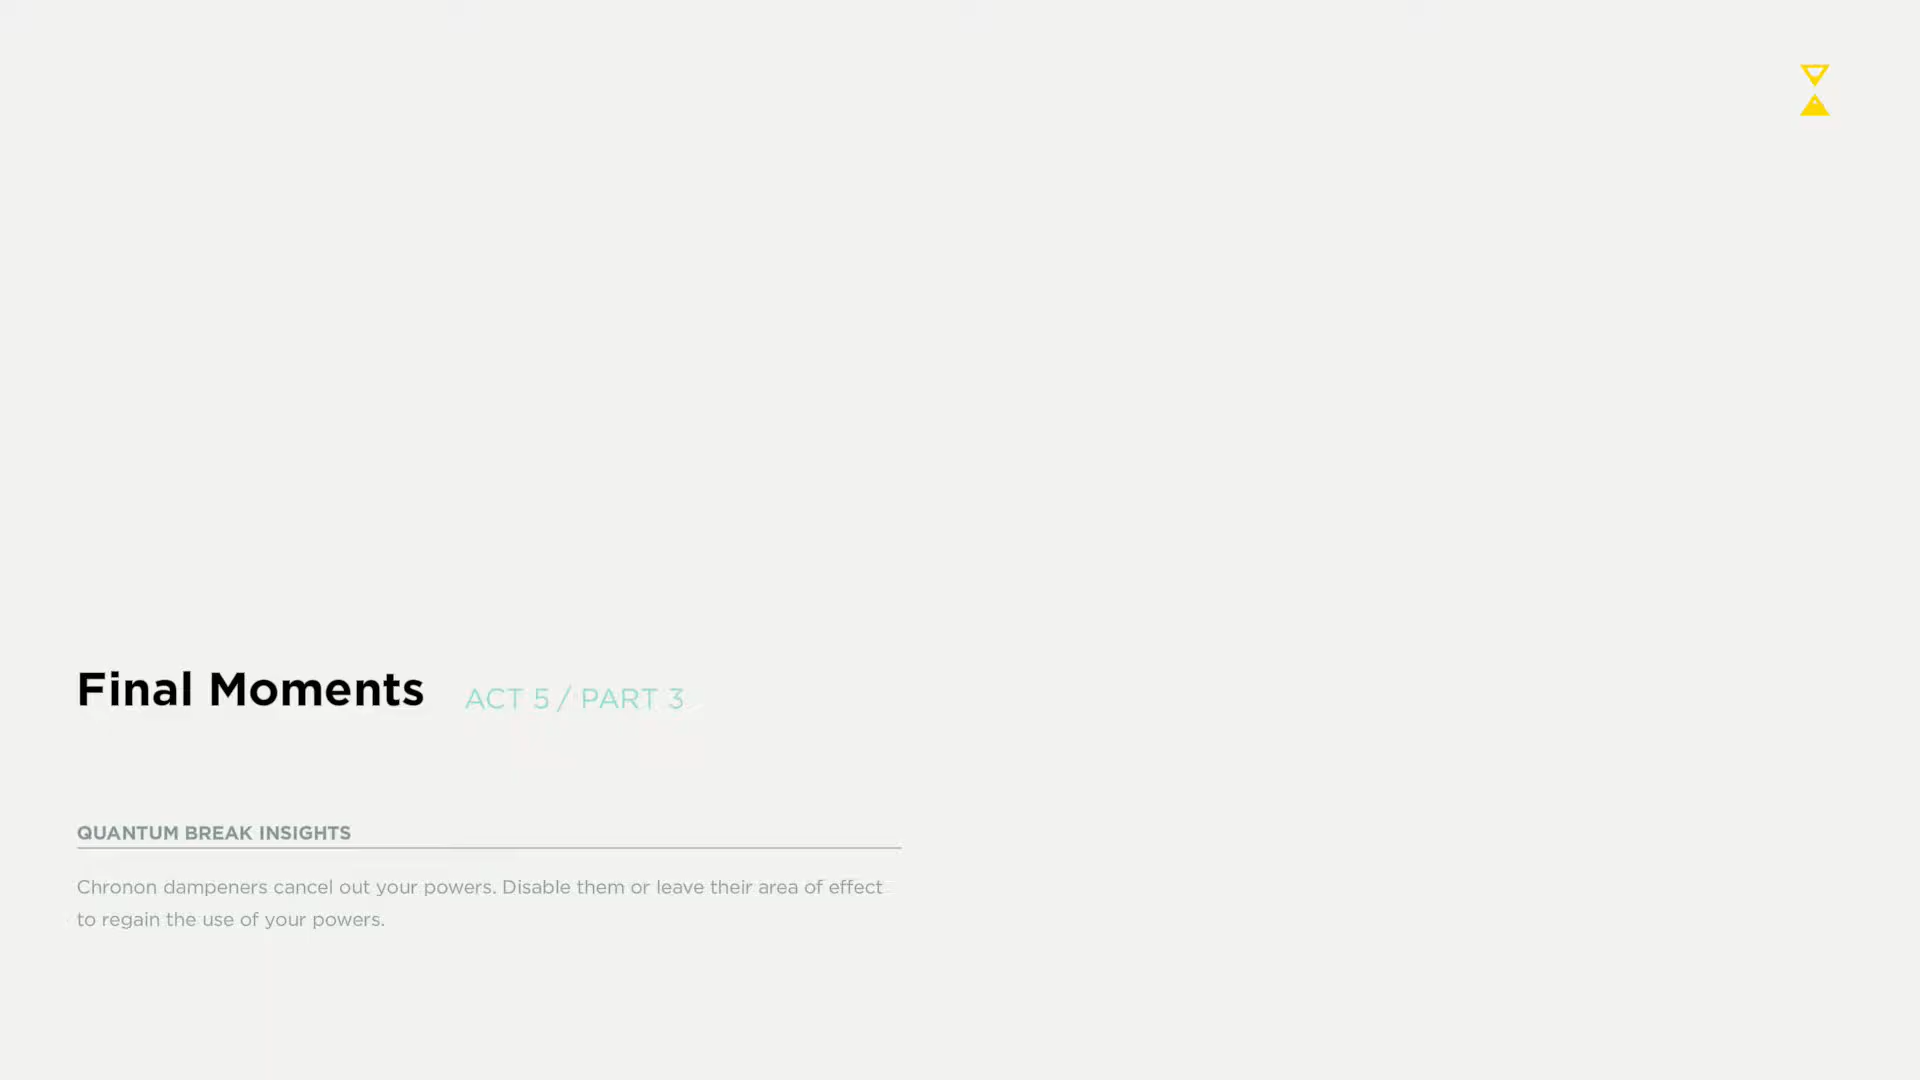 Final Moments ACT 5 / PART 3
QUANTUM BREAK INSIGHTS
Chronon dampeners cancel out your powers. Disable them or leave their area of effect
to regain the use of your powers.